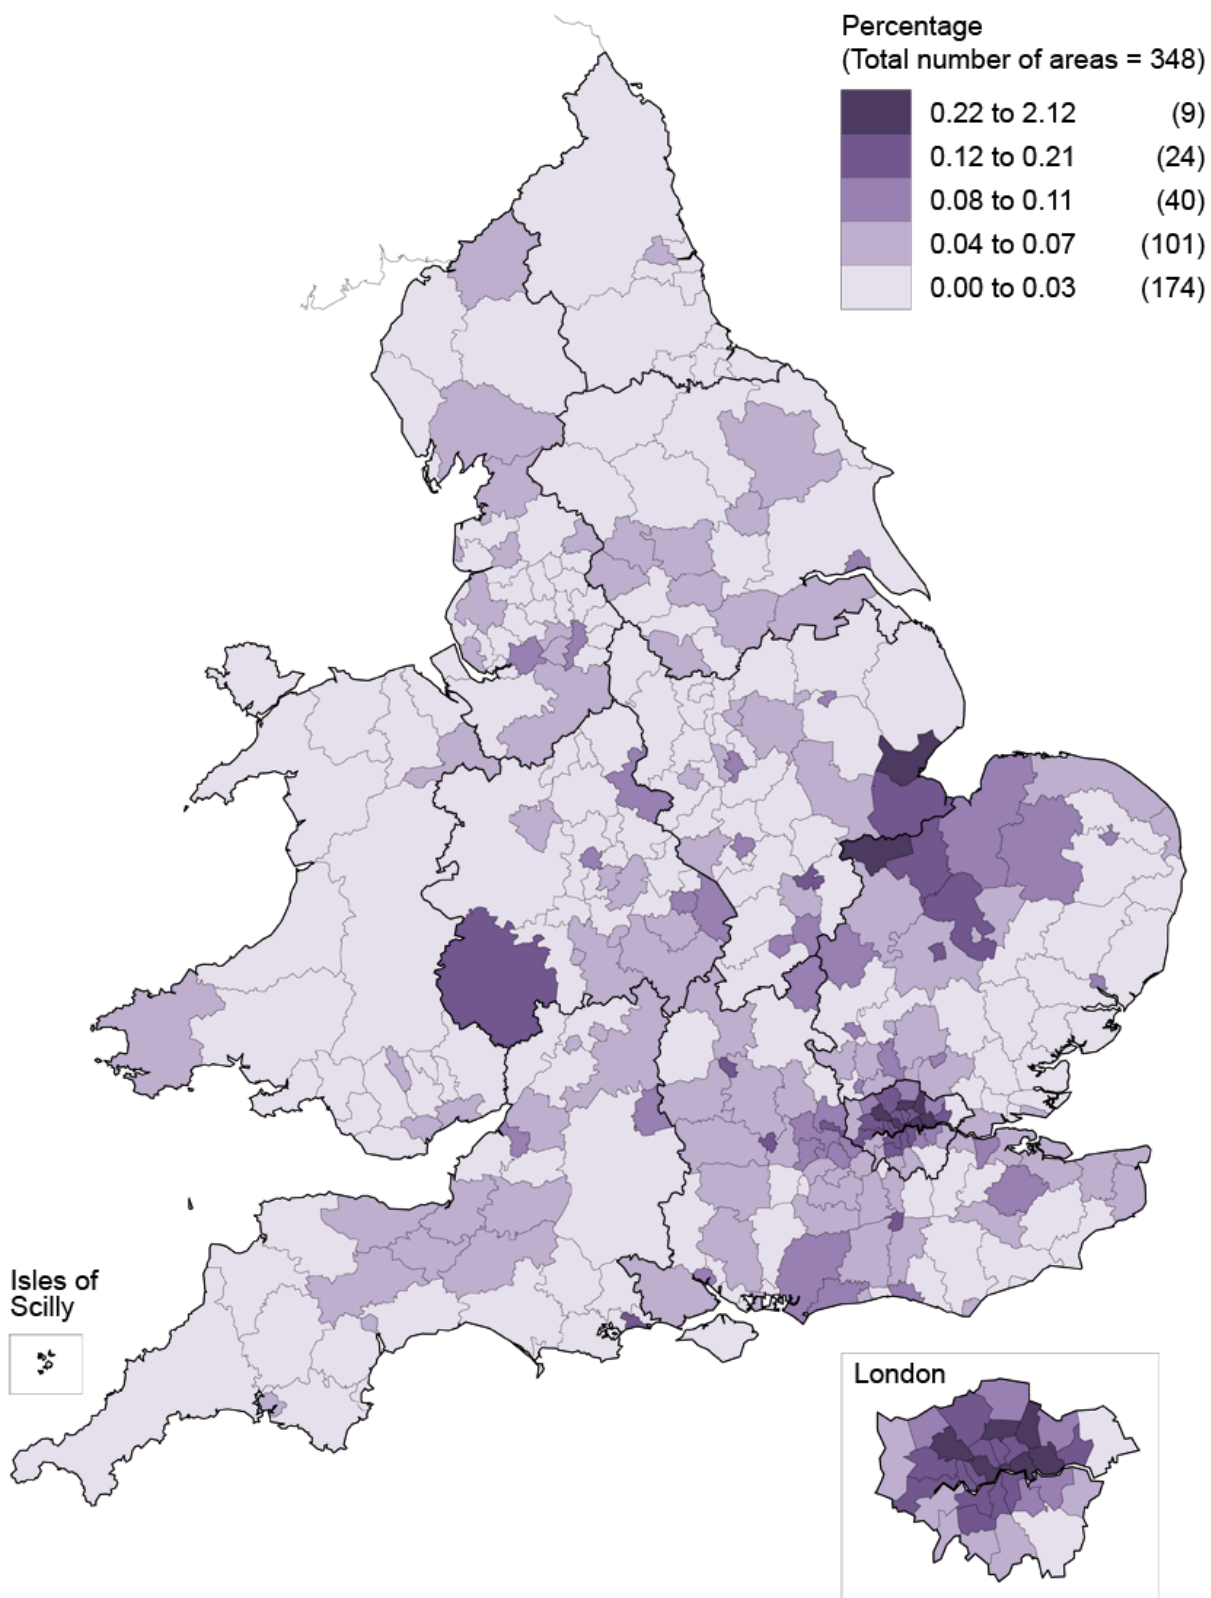 Percentage
(Total number of areas = 348)
0.22 to 2.12 (9)
0.12 to 0.21 (24)
0.08 to 0.11 (40)
0.04 to 0.07 (101)
0.00 to 0.03 (174)
Isles of
Scilly
London